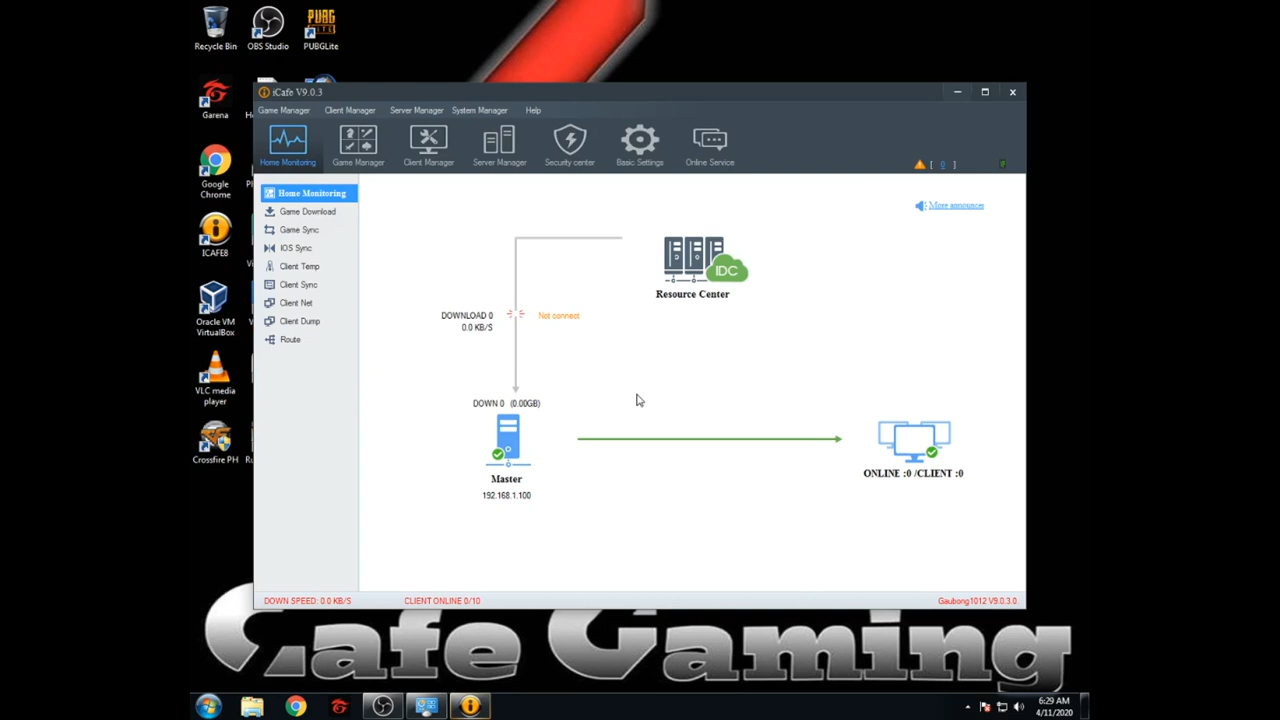 Recycle Bin
OBS Studio
PUBG
LITE
PUBGLite
Garena
Google
Chrome
ICAFE8
Oracle VM
VirtualBox
VLC media
player
Crossfire PH
iCafe V9.0.3
Game Manager
Client Manager
Server Manager
System Manager
Help
Home Monitoring
Game Manager
Client Manager
Server Manager
Security center
Basic Settings
Online Service
[ 0 ]
Home Monitoring
Game Download
Game Sync
IOS Sync
Client Temp
Client Sync
Client Net
Client Dump
Route
More announces
IDC
Resource Center
DOWNLOAD 0
0.0 KB/S
Not connect
DOWN 0 (0.00GB)
Master
192.168.1.100
ONLINE :0 /CLIENT :0
DOWN SPEED: 0.0 KB/S
CLIENT ONLINE 0/10
Gaubong1012 V9.0.3.0
Cafe Gaming
6:29 AM
4/11/2020